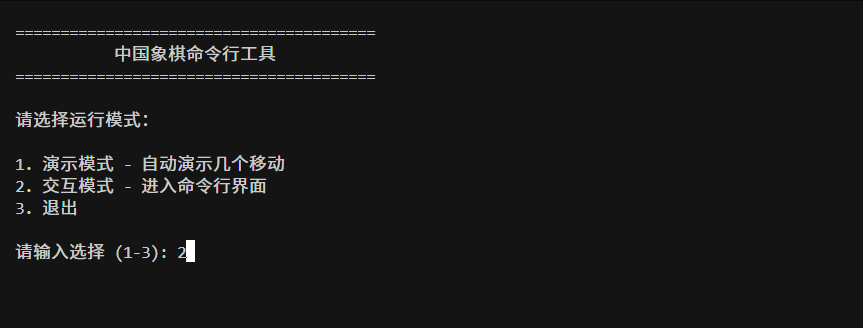 ========================================
中国象棋命令行工具
========================================
请选择运行模式：
1. 演示模式 - 自动演示几个移动
2. 交互模式 - 进入命令行界面
3. 退出
请输入选择 (1-3): 2